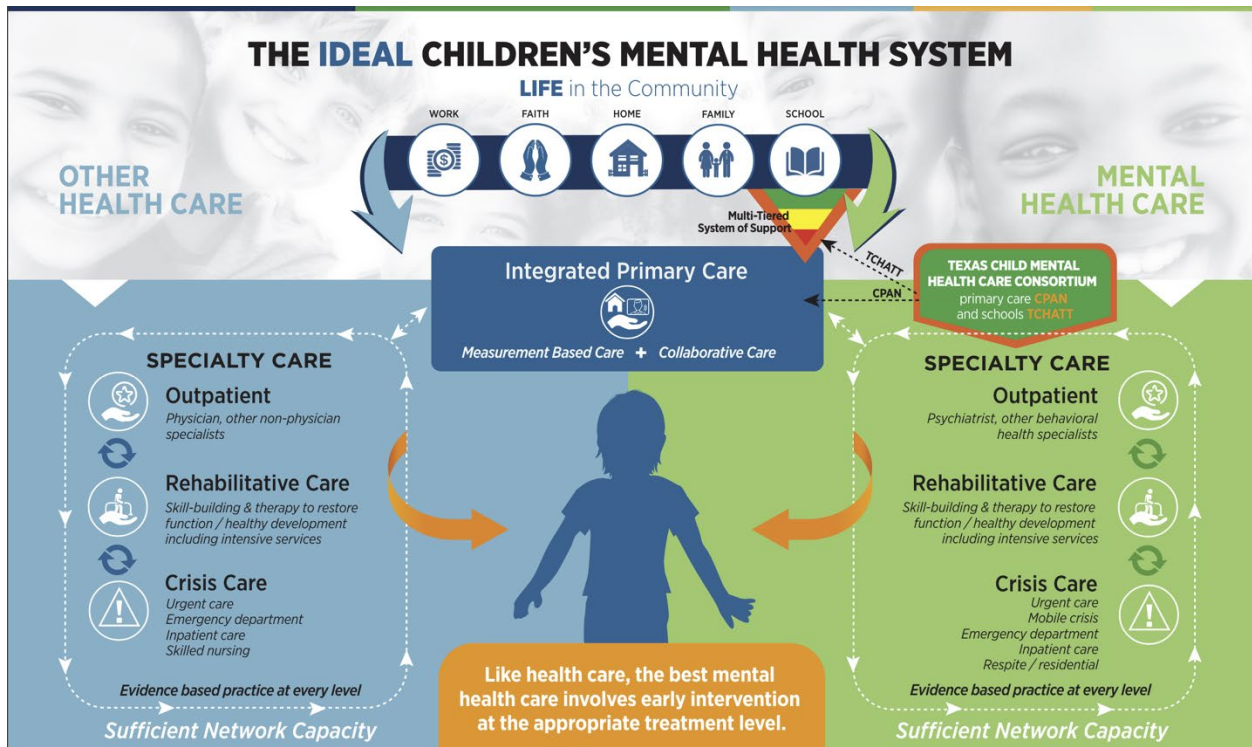 THE IDEAL CHILDREN'S MENTAL HEALTH SYSTEM
LIFE in the Community
WORK
FAITH
HOME
FAMILY
SCHOOL
OTHER
HEALTH CARE
MENTAL
HEALTH CARE
Multi-Tiered
System of Support
TCHATT
CPAN
TEXAS CHILD MENTAL
HEALTH CARE CONSORTIUM
primary care CPAN
and schools TCHATT
Integrated Primary Care
Measurement Based Care + Collaborative Care
SPECIALTY CARE
Outpatient
Physician, other non-physician
specialists
Rehabilitative Care
Skill-building & therapy to restore
function / healthy development
including intensive services
Crisis Care
Urgent care
Emergency department
Inpatient care
Skilled nursing
Evidence based practice at every level
Sufficient Network Capacity
Like health care, the best mental
health care involves early intervention
at the appropriate treatment level.
SPECIALTY CARE
Outpatient
Psychiatrist, other behavioral
health specialists
Rehabilitative Care
Skill-building & therapy to restore
function / healthy development
including intensive services
Crisis Care
Urgent care
Mobile crisis
Emergency department
Inpatient care
Respite / residential
Evidence based practice at every level
Sufficient Network Capacity